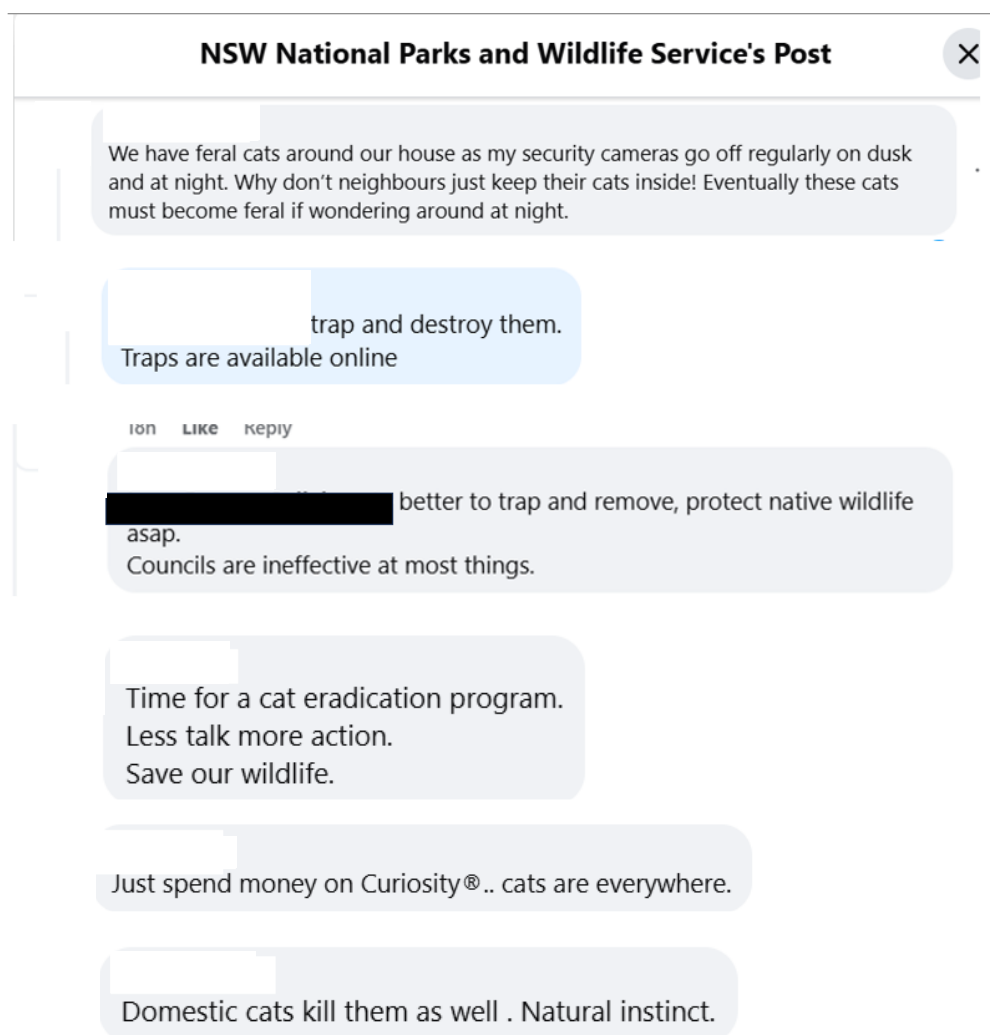 NSW National Parks and Wildlife Service's Post
We have feral cats around our house as my security cameras go off regularly on dusk
and at night. Why don't neighbours just keep their cats inside! Eventually these cats
must become feral if wondering around at night.
trap and destroy them.
Traps are available online
18h Like Reply
better to trap and remove, protect native wildlife
asap.
Councils are ineffective at most things.
Time for a cat eradication program.
Less talk more action.
Save our wildlife.
Just spend money on Curiosity®.. cats are everywhere.
Domestic cats kill them as well . Natural instinct.